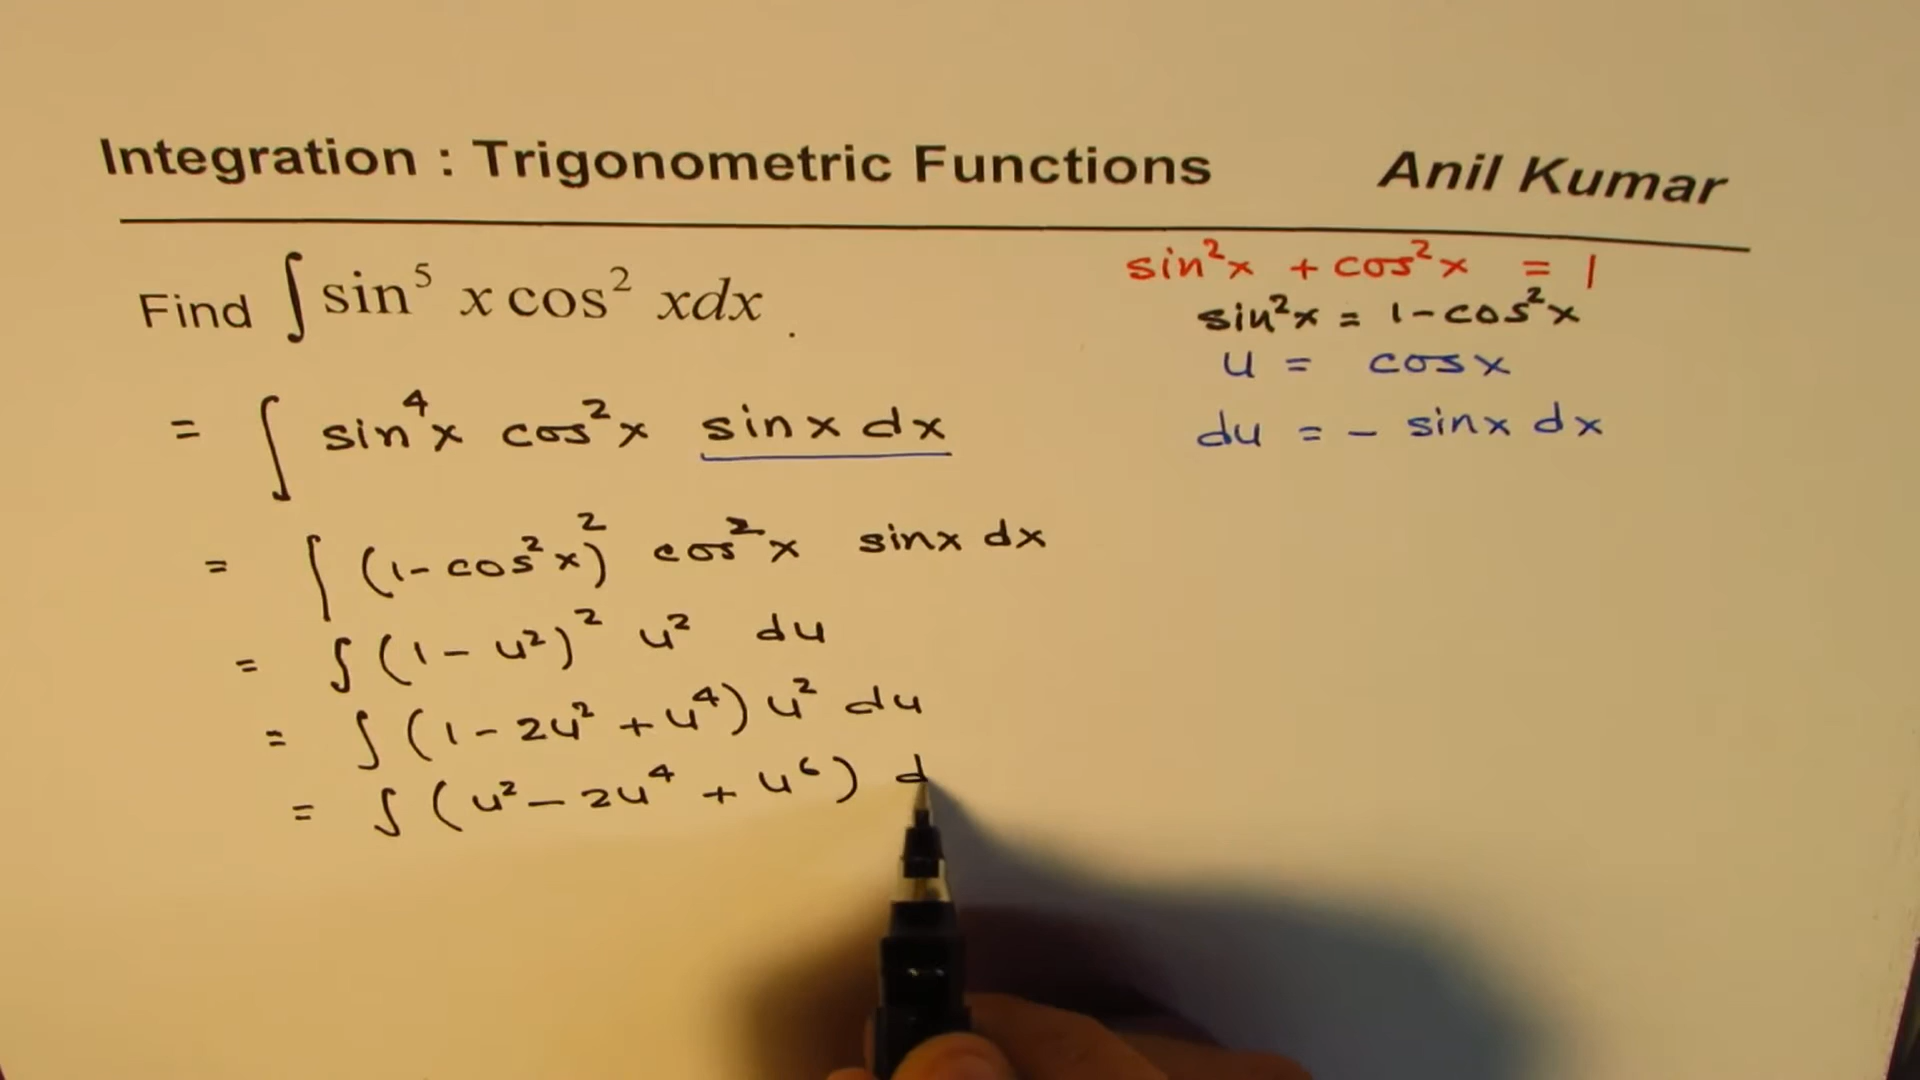 Integration : Trigonometric Functions Anil Kumar
Find ∫ sin⁵ x cos² xdx .
sin²x + cos²x = 1
sin²x = 1-cos²x
u = cosx
du = - sinx dx
= ∫ sin⁴x cos²x sinx dx
= ∫ (1-cos²x)² cos²x sinx dx
= ∫ (1-u²)² u² du
= ∫ (1-2u²+u⁴) u² du
= ∫ (u²-2u⁴+u⁶) d